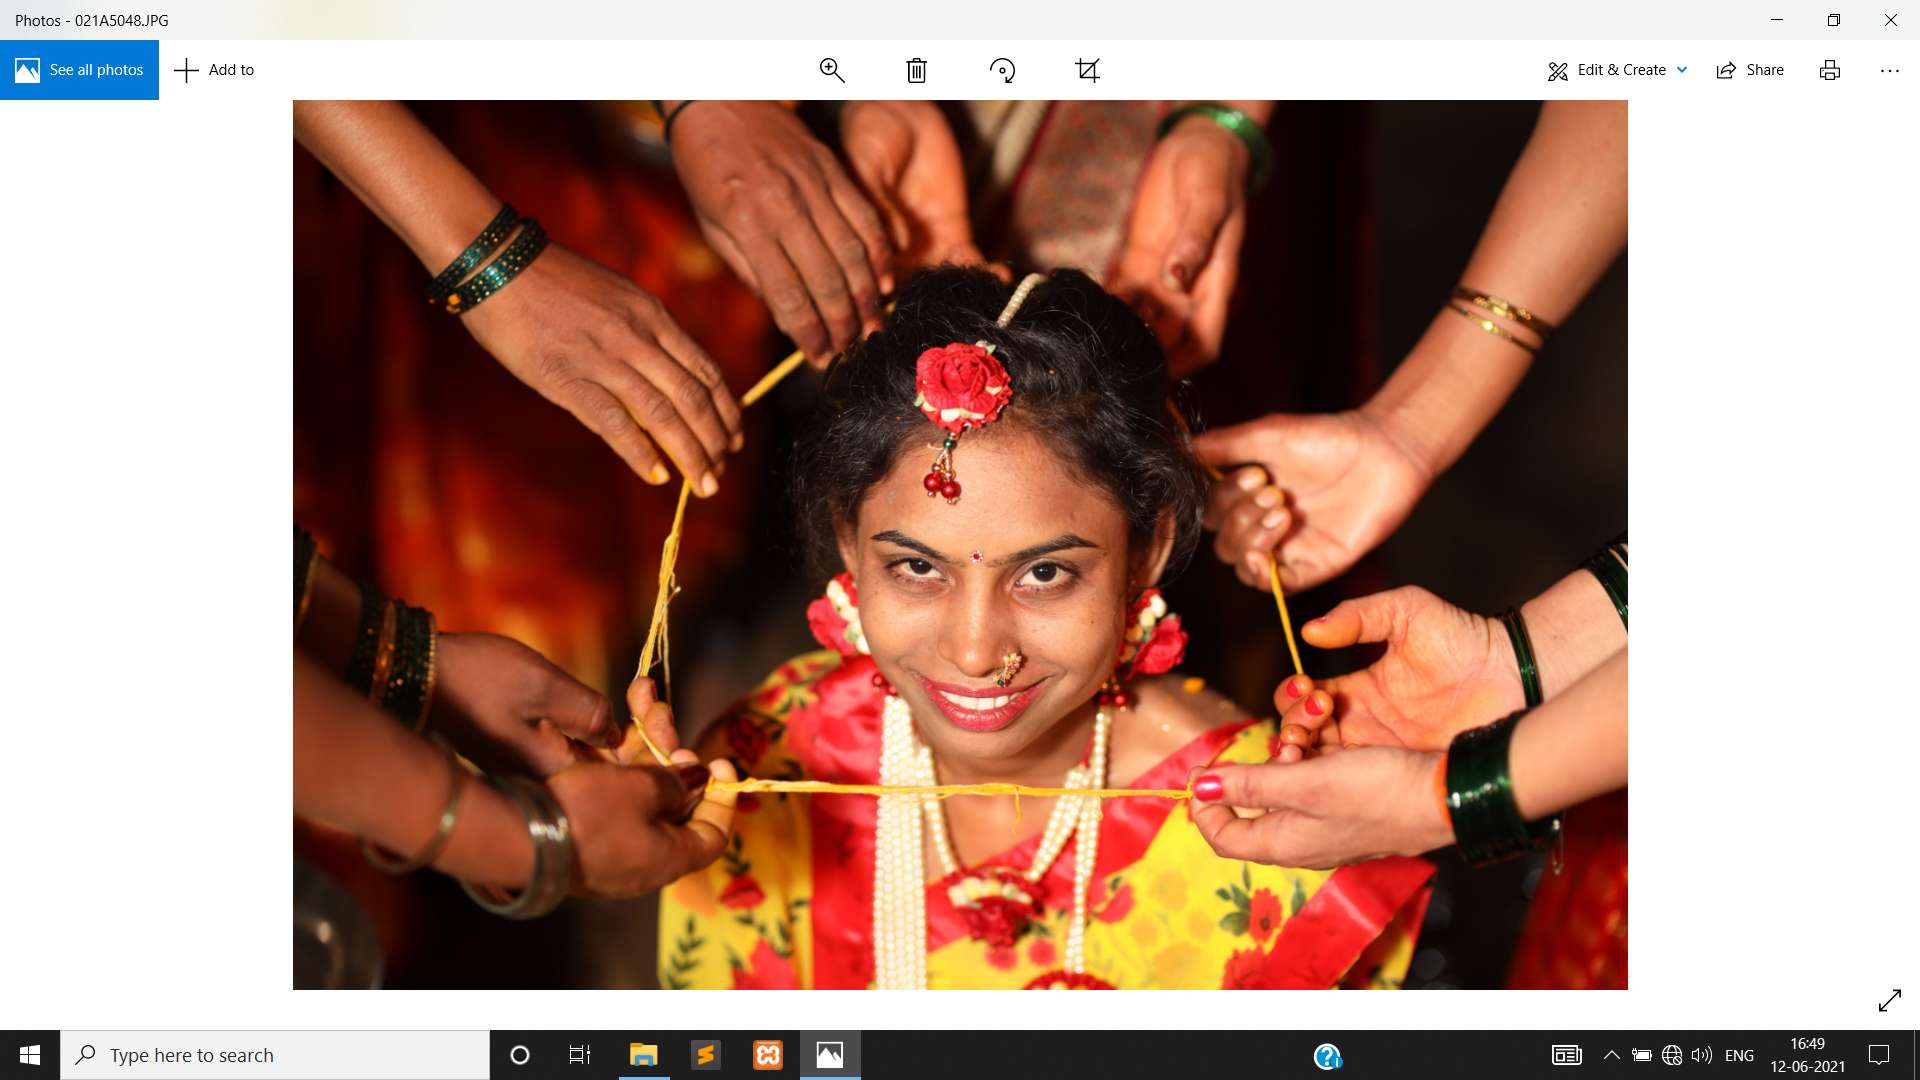 Photos - 021A5048.JPG
See all photos
Add to
Edit & Create
Share
Type here to search
ENG
16:49
12-06-2021